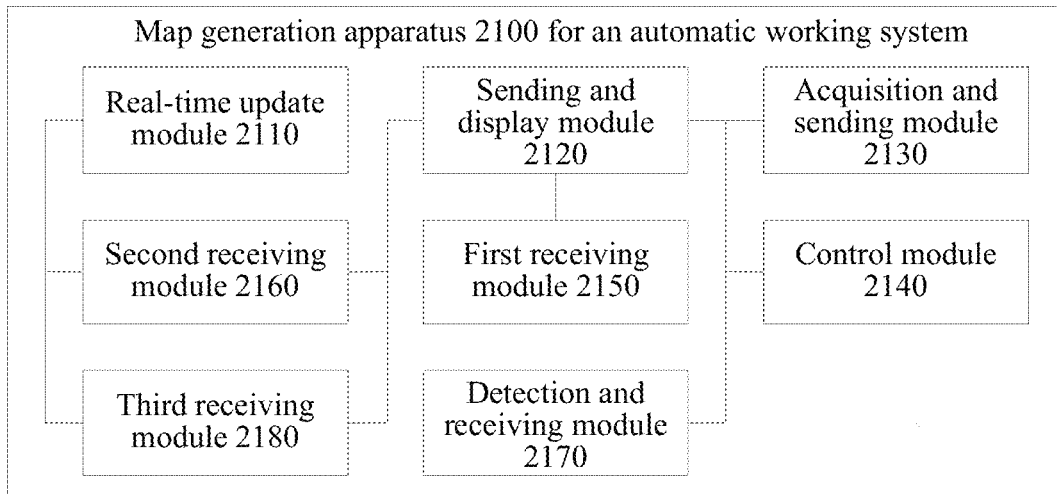 Map generation apparatus 2100 for an automatic working system
Real-time update
module 2110
Sending and
display module
2120
Acquisition and
sending module
2130
Second receiving
module 2160
First receiving
module 2150
Control module
2140
Third receiving
module 2180
Detection and
receiving module
2170